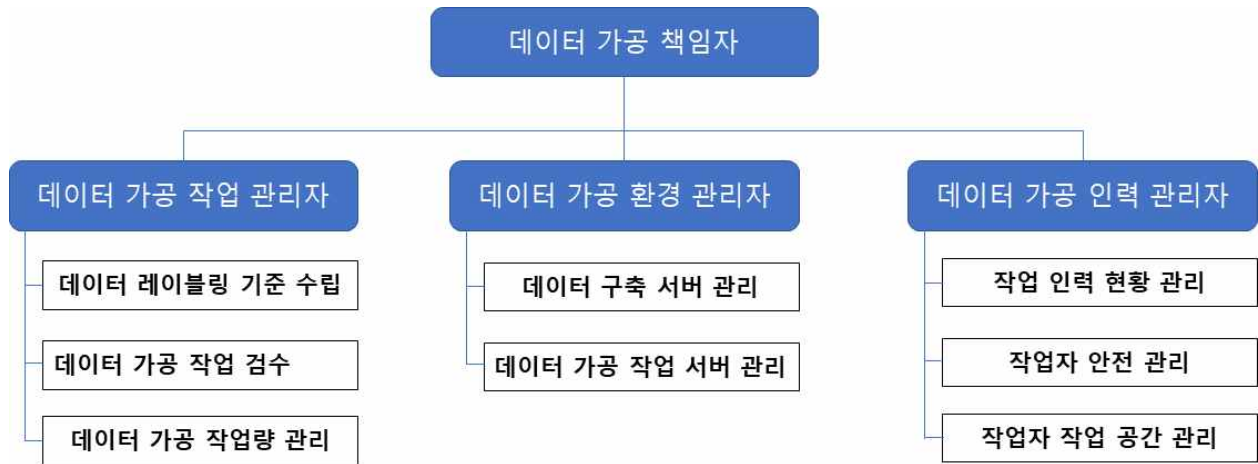 데이터 가공 책임자
데이터 가공 작업 관리자
데이터 레이블링 기준 수립
데이터 가공 작업 검수
데이터 가공 작업량 관리
데이터 가공 환경 관리자
데이터 구축 서버 관리
데이터 가공 작업 서버 관리
데이터 가공 인력 관리자
작업 인력 현황 관리
작업자 안전 관리
작업자 작업 공간 관리